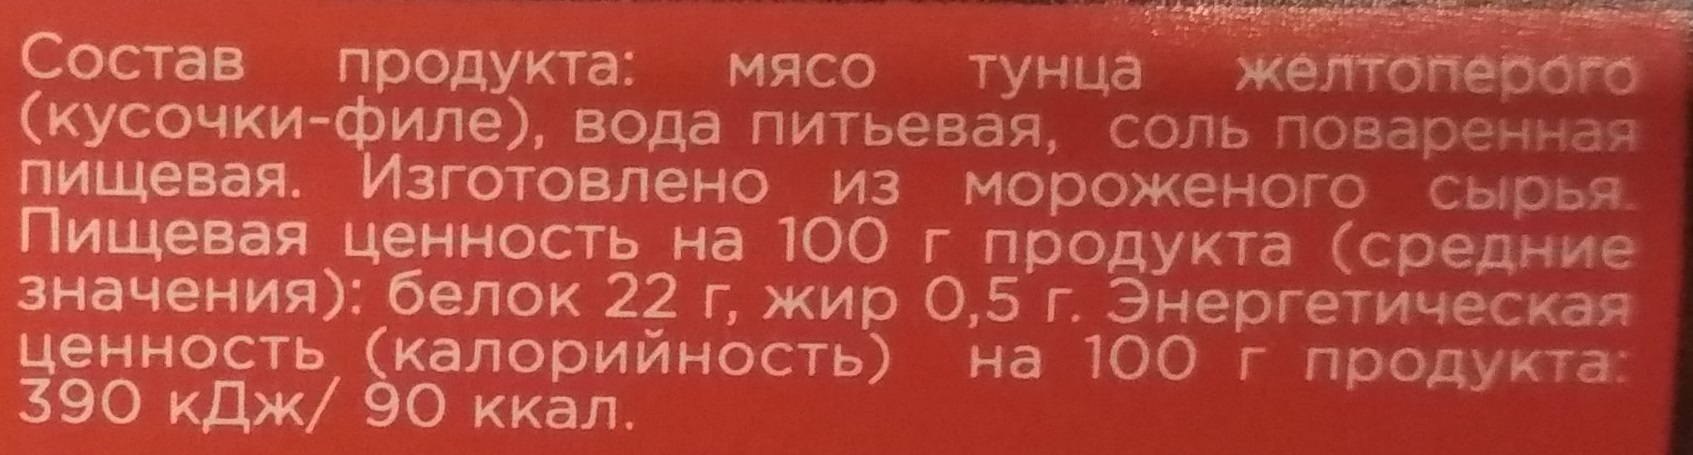 Состав продукта: мясо тунца желтоперого
(кусочки-филе), вода питьевая, соль поваренная
пищевая. Изготовлено из мороженого сырья.
Пищевая ценность на 100 г продукта (средние
значения): белок 22 г, жир 0,5 г. Энергетическая
ценность (калорийность) на 100 г продукта:
390 кДж/ 90 ккал.